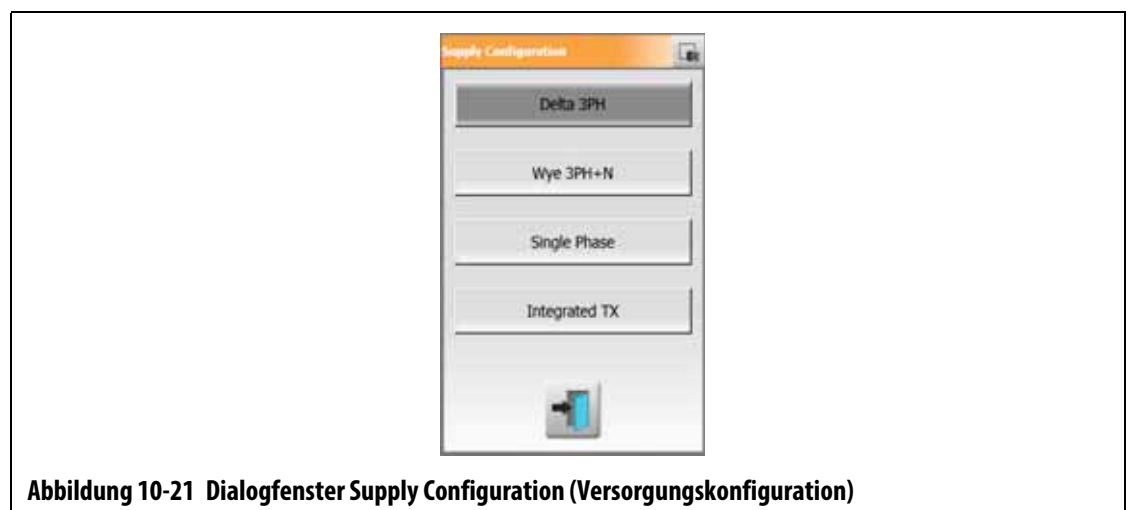 Supply Configuration
Delta 3PH
Wye 3PH+N
Single Phase
Integrated TX
Abbildung 10-21 Dialogfenster Supply Configuration (Versorgungskonfiguration)